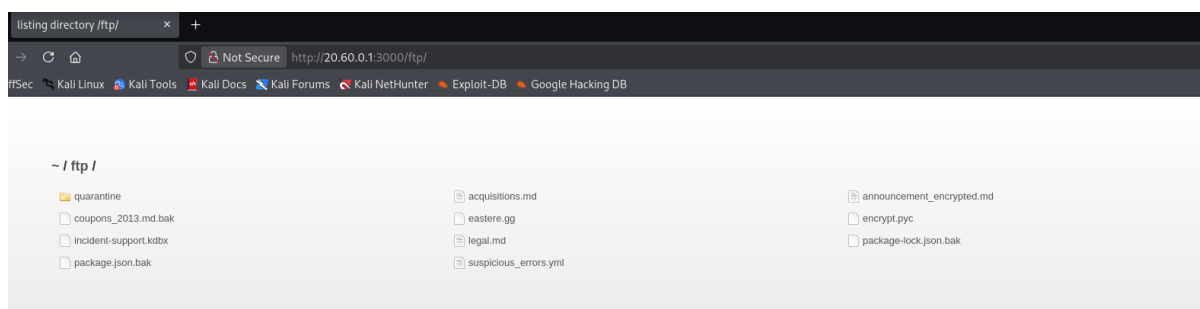 listing directory /ftp/
Not Secure http://20.60.0.1:3000/ftp/
ffSec Kali Linux Kali Tools Kali Docs Kali Forums Kali NetHunter Exploit-DB Google Hacking DB
~ / ftp /
quarantine acquisitions.md announcement_encrypted.md
coupons_2013.md.bak eastere.gg encrypt.pyc
incident-support.kdbx legal.md package-lock.json.bak
package.json.bak suspicious_errors.yml